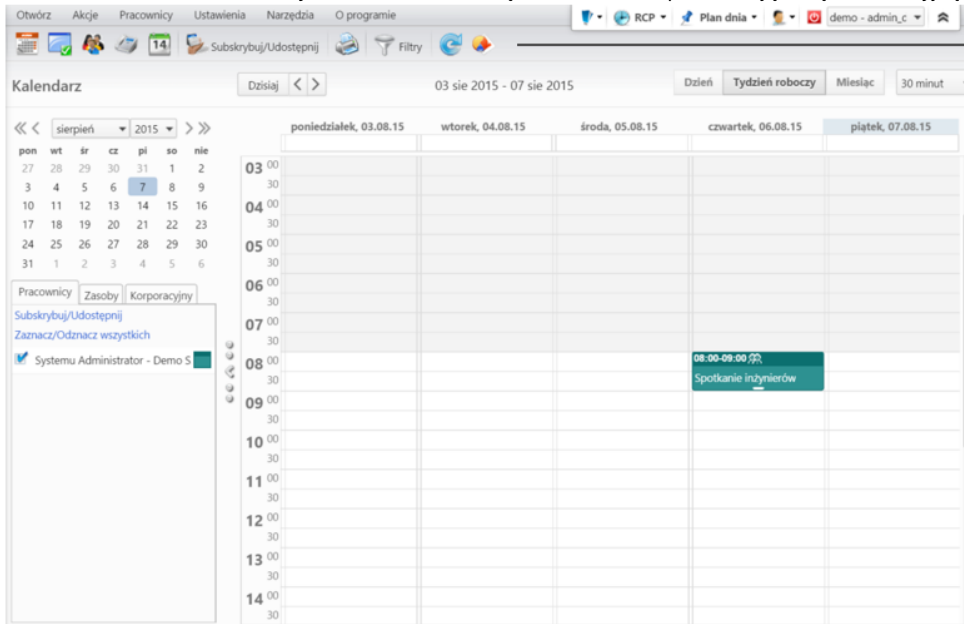 Otwórz Akcje Pracownicy Ustawienia Narzędzia O programie RCP Plan dnia demo - admin_c
14 Subskrybuj/Udostępnij Filtry
Kalendarz Dzisiaj 03 sie 2015 - 07 sie 2015 Dzień Tydzień roboczy Miesiąc 30 minut
sierpień 2015
pon wt śr cz pi so nie
27 28 29 30 31 1 2
3 4 5 6 7 8 9
10 11 12 13 14 15 16
17 18 19 20 21 22 23
24 25 26 27 28 29 30
31 1 2 3 4 5 6
Pracownicy Zasoby Korporacyjny
Subskrybuj/Udostępnij
Zaznacz/Odznacz wszystkich
Systemu Administrator - Demo S
poniedziałek, 03.08.15 wtorek, 04.08.15 środa, 05.08.15 czwartek, 06.08.15 piątek, 07.08.15
03 00
30
04 00
30
05 00
30
06 00
30
07 00
30
08 00
08:00-09:00
30
Spotkanie inżynierów
09 00
30
10 00
30
11 00
30
12 00
30
13 00
30
14 00
30